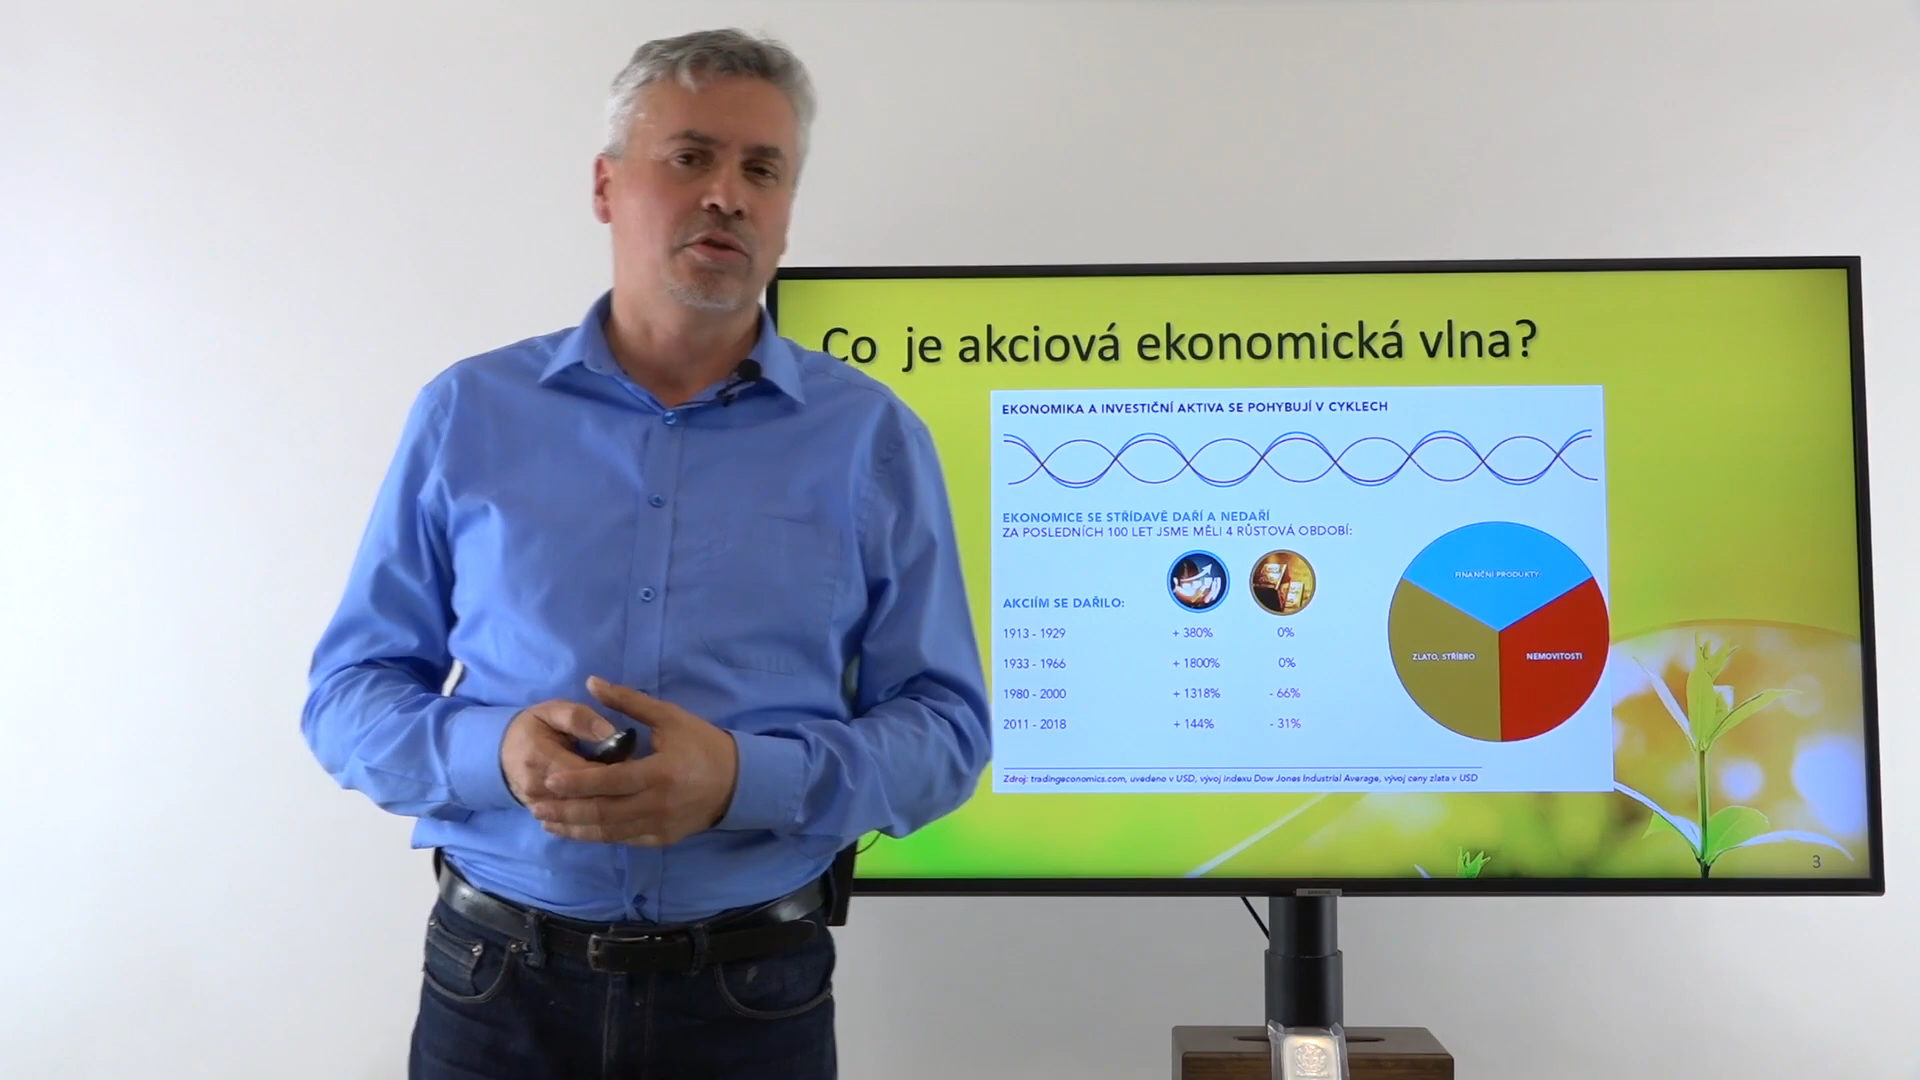 Co je akciová ekonomická vlna?
EKONOMIKA A INVESTIČNÍ AKTIVA SE POHYBUJÍ V CYKLECH
EKONOMICE SE STŘÍDAVĚ DAŘÍ A NEDAŘÍ
ZA POSLEDNÍCH 100 LET JSME MĚLI 4 RŮSTOVÁ OBDOBÍ:
AKCIÍM SE DAŘILO:
1913 - 1929 + 380% 0%
1933 - 1966 + 1800% 0%
1980 - 2000 + 1318% - 66%
2011 - 2018 + 144% - 31%
FINANČNÍ PRODUKTY
ZLATO, STŘÍBRO
NEMOVITOSTI
Zdroj: tradingeconomics.com, uvedeno v USD, vývoj indexu Dow Jones Industrial Average, vývoj ceny zlata v USD
3